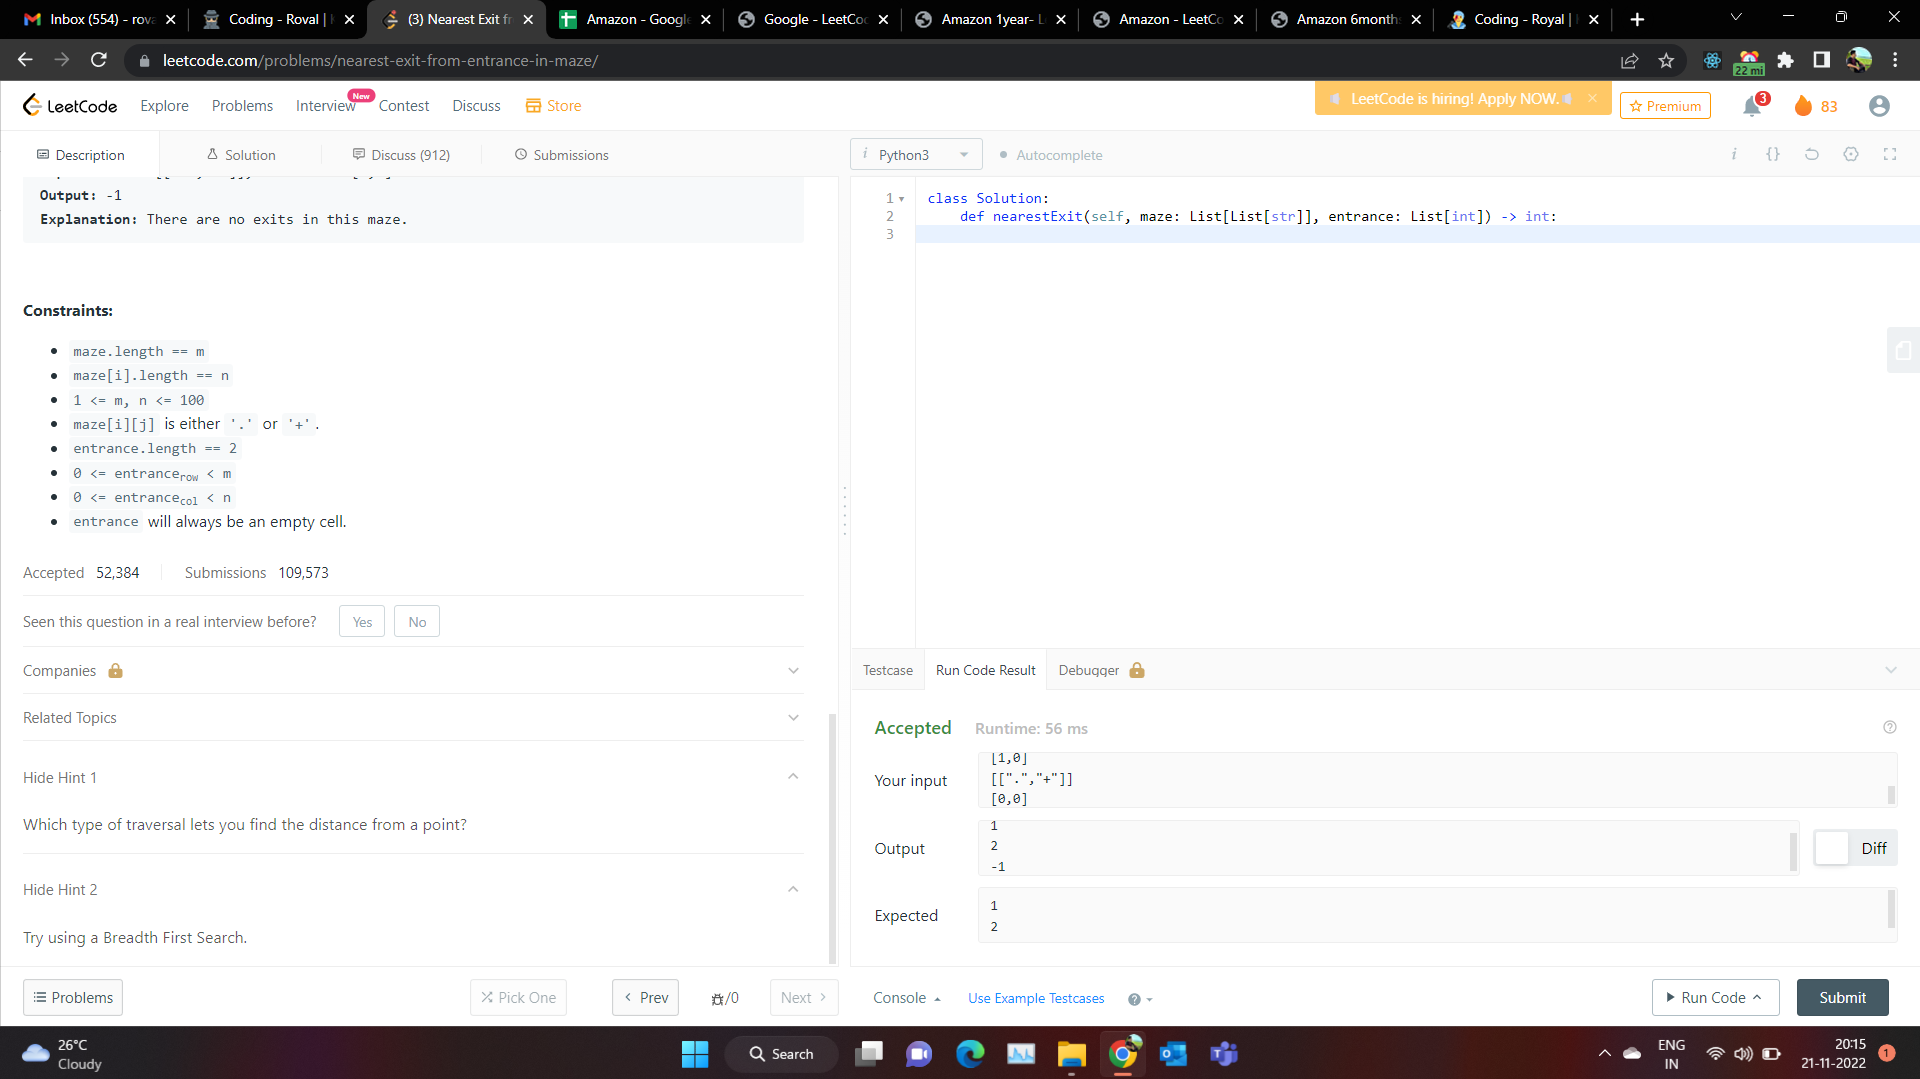 Inbox (554) - rova
Coding - Roval |
(3) Nearest Exit fr
Amazon - Google
Google - LeetCo
Amazon 1year- L
Amazon - LeetCo
Amazon 6month
Coding - Royal |
leetcode.com/problems/nearest-exit-from-entrance-in-maze/
22 mi
LeetCode
Explore
Problems
Interview
New
Contest
Discuss
Store
LeetCode is hiring! Apply NOW.
Premium
3
83
Description
Solution
Discuss (912)
Submissions
Python3
Autocomplete
Output: -1
Explanation: There are no exits in this maze.
Constraints:
maze.length == m
maze[i].length == n
1 <= m, n <= 100
maze[i][j] is either '.' or '+'.
entrance.length == 2
0 <= entrancerow < m
0 <= entrancecol < n
entrance will always be an empty cell.
Accepted 52,384 Submissions 109,573
Seen this question in a real interview before? Yes No
Companies
Related Topics
Hide Hint 1
Which type of traversal lets you find the distance from a point?
Hide Hint 2
Try using a Breadth First Search.
1 class Solution:
2 def nearestExit(self, maze: List[List[str]], entrance: List[int]) -> int:
3
Testcase
Run Code Result
Debugger
Accepted Runtime: 56 ms
Your input
[1,0]
[[".","+"]]
[0,0]
Output
1
2
-1
Diff
Expected
1
2
Problems
Pick One
Prev
/0
Next
Console
Use Example Testcases
Run Code
Submit
26°C
Cloudy
Search
ENG
IN
20:15
21-11-2022
1